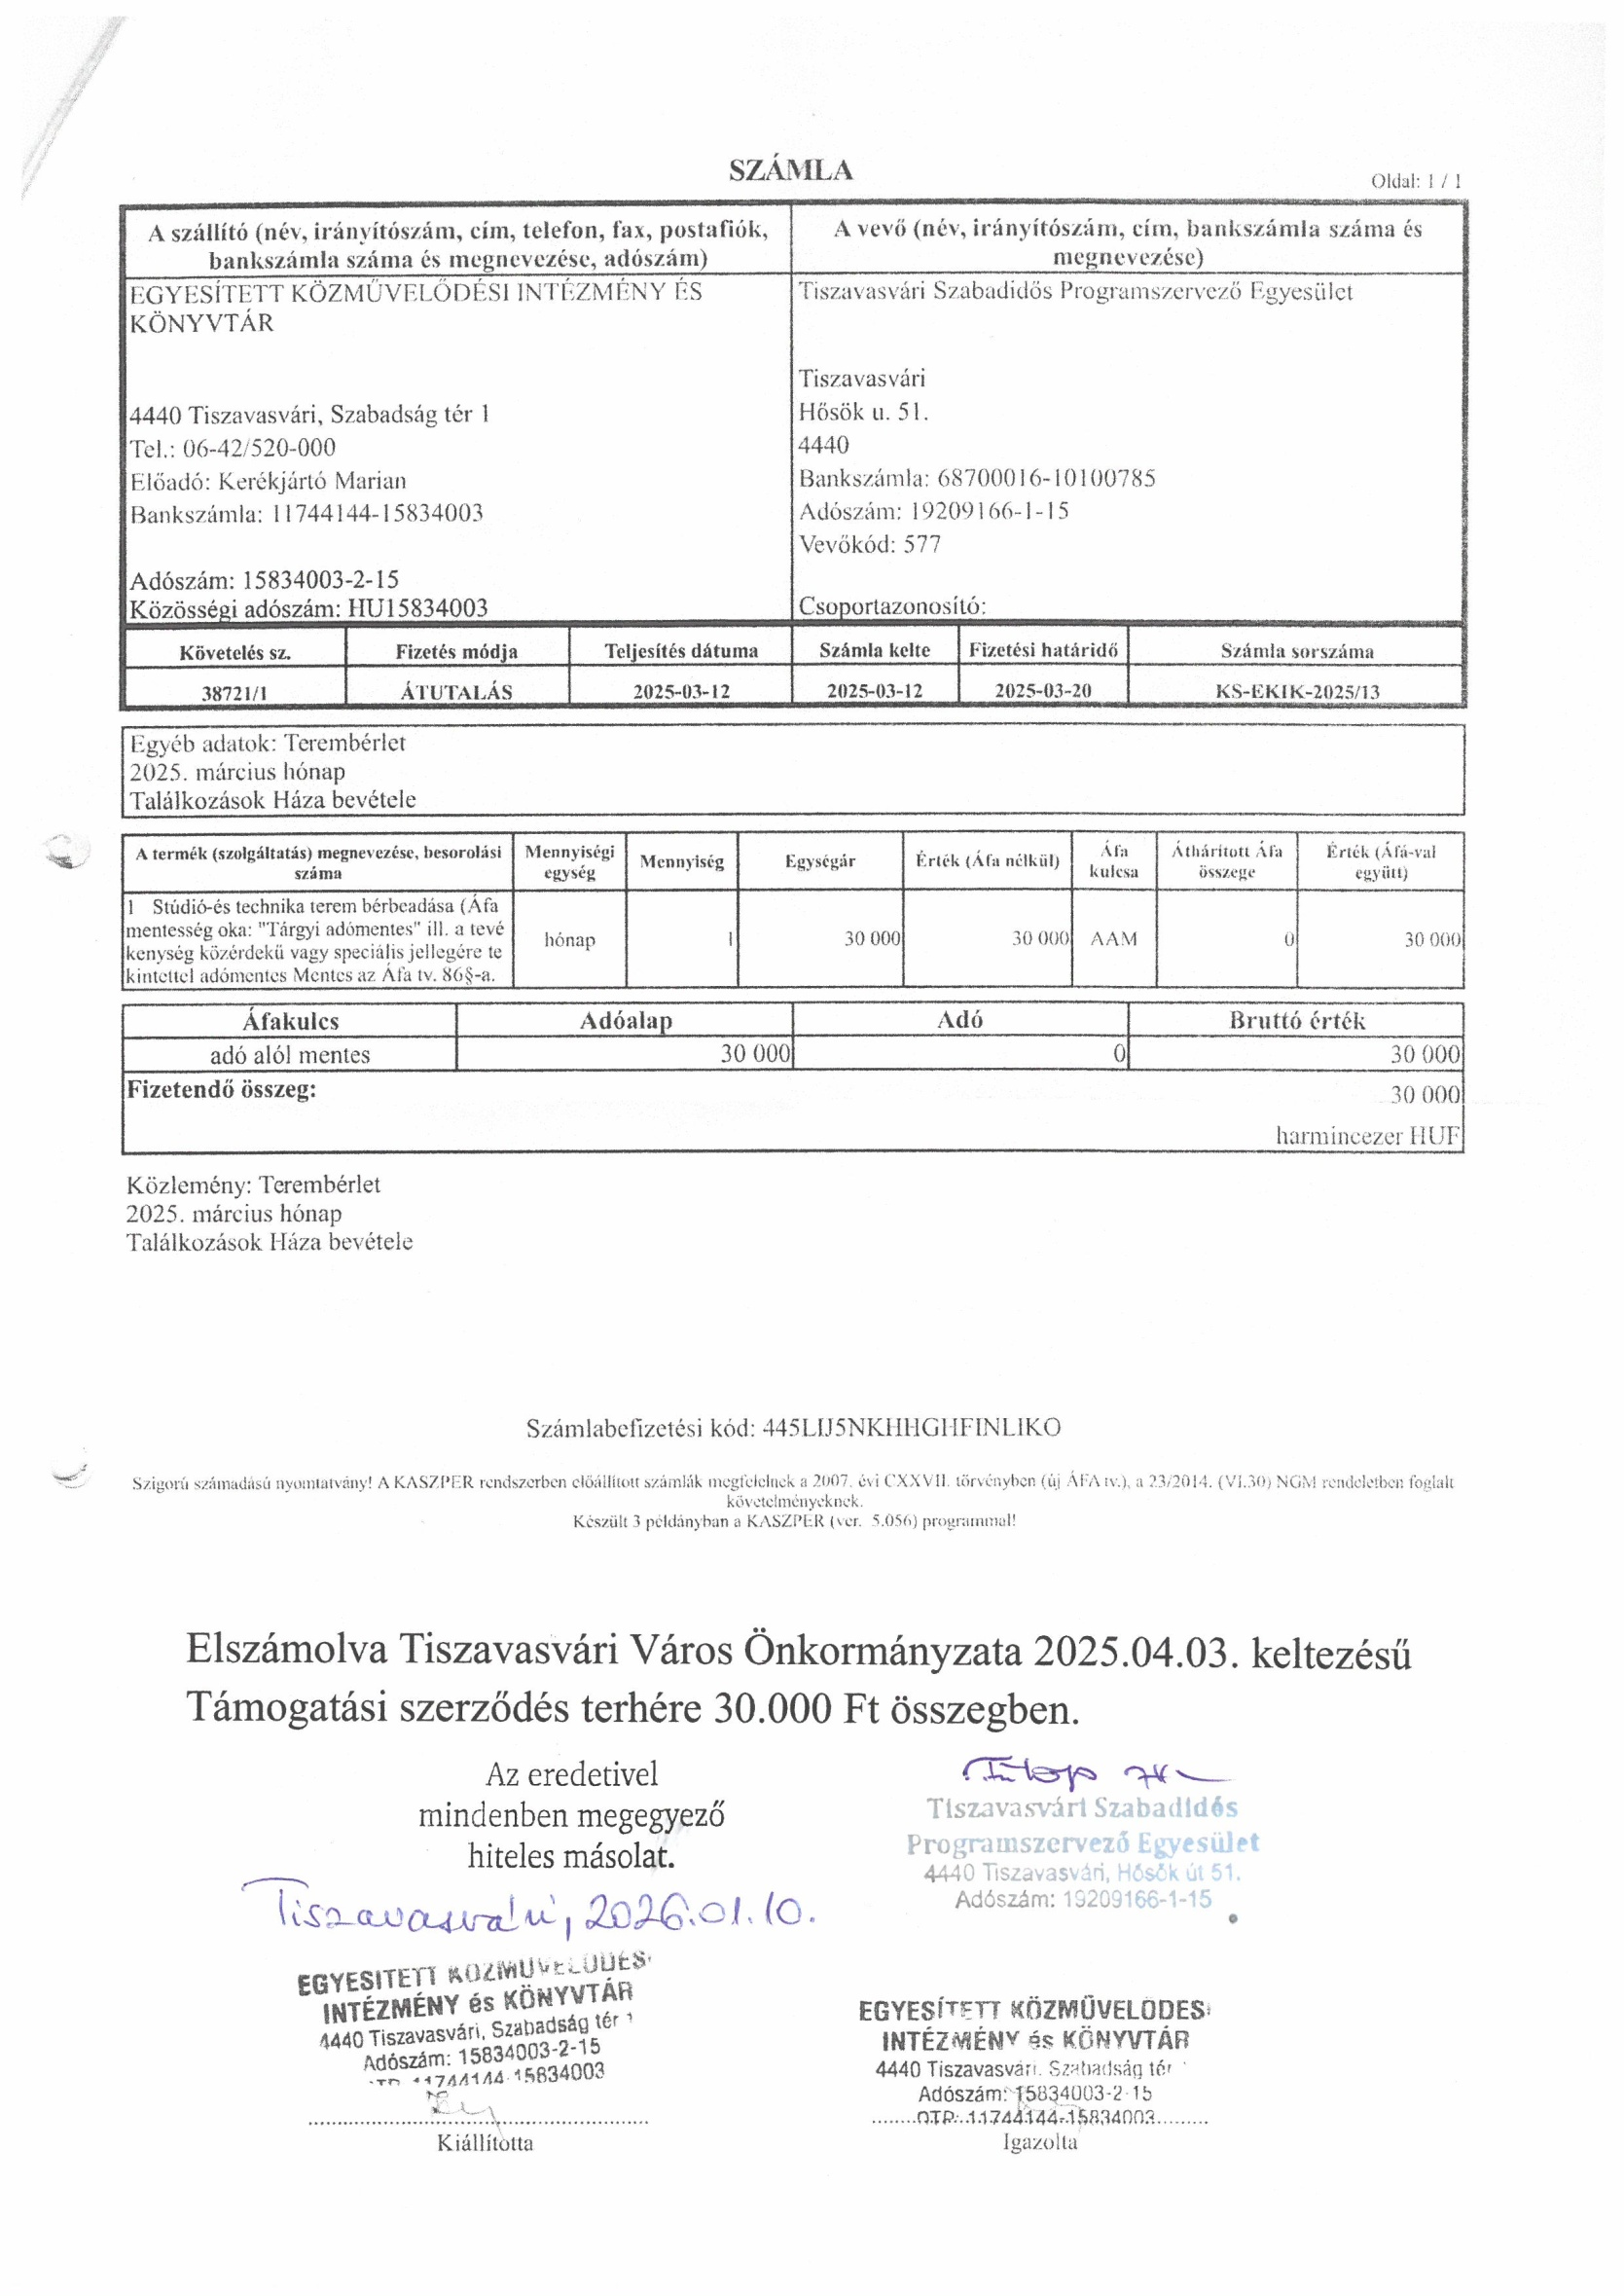 SZÁMLA
Oldal: 1 / 1
A szállító (név, irányítószám, cím, telefon, fax, postafiók,
bankszámla száma és megnevezése, adószám)
A vevő (név, irányítószám, cím, bankszámla száma és
megnevezése)
EGYESÍTETT KÖZMŰVELŐDÉSI INTÉZMÉNY ÉS
KÖNYVTÁR
4440 Tiszavasvári, Szabadság tér 1
Tel.: 06-42/520-000
Előadó: Kerékjártó Marian
Bankszámla: 11744144-15834003
Adószám: 15834003-2-15
Közösségi adószám: HU15834003
Tiszavasvári Szabadidős Programszervező Egyesület
Tiszavasvári
Hősök u. 51.
4440
Bankszámla: 68700016-10100785
Adószám: 19209166-1-15
Vevőkód: 577
Csoportazonosító:
Követelés sz. Fizetés módja Teljesítés dátuma Számla kelte Fizetési határidő Számla sorszáma
38721/1 ÁTUTALÁS 2025-03-12 2025-03-12 2025-03-20 KS-EKIK-2025/13
Egyéb adatok: Terembérlet
2025. március hónap
Találkozások Háza bevétele
A termék (szolgáltatás) megnevezése, besorolási
száma
Mennyiségi
egység
Mennyiség
Egységár
Érték (Áfa nélkül)
Áfa
kulcsa
Áthárított Áfa
összege
Érték (Áfá-val
együtt)
1 Stúdió-és technika terem bérbeadása (Áfa
mentesség oka: "Tárgyi adómentes" ill. a tevé
kenység közérdekű vagy speciális jellegére te
kintettel adómentes Mentes az Áfa tv. 86§-a.
hónap 1 30 000 30 000 AAM 0 30 000
Áfakulcs Adóalap Adó Bruttó érték
adó alól mentes 30 000 0 30 000
Fizetendő összeg: 30 000
harmincezer HUF
Közlemény: Terembérlet
2025. március hónap
Találkozások Háza bevétele
Számlabefizetési kód:
Szigorú számadású nyomtatvány! A KASZPER rendszerben előállított számlák megfelelnek a 2007. évi CXXVII. törvényben (új ÁFA tv.), a 23/2014. (VI.30) NGM rendeletben foglalt
követelményeknek.
Készült 3 példányban a KASZPER (ver. 5.056) programmal!
Elszámolva Tiszavasvári Város Önkormányzata 2025.04.03. keltezésű
Támogatási szerződés terhére 30.000 Ft összegben.
Az eredetivel
mindenben megegyező
hiteles másolat.
Tiszavasvári, 2026.01.10.
Tiszavasvári Szabadidős
Programszervező Egyesület
4440 Tiszavasvári, Hősök út 51.
Adószám: 19209166-1-15
EGYESÍTETT KÖZMŰVELŐDÉS
INTÉZMÉNY és KÖNYVTÁR
4440 Tiszavasvári, Szabadság tér 1
Adószám: 15834003-2-15
11744144-15834003
Kiállította
EGYESÍTETT KÖZMŰVELŐDÉS
INTÉZMÉNY és KÖNYVTÁR
4440 Tiszavasvári. Szabadság tér
Adószám: 15834003-2-15
OTP: 11744144-15834003
Igazolta